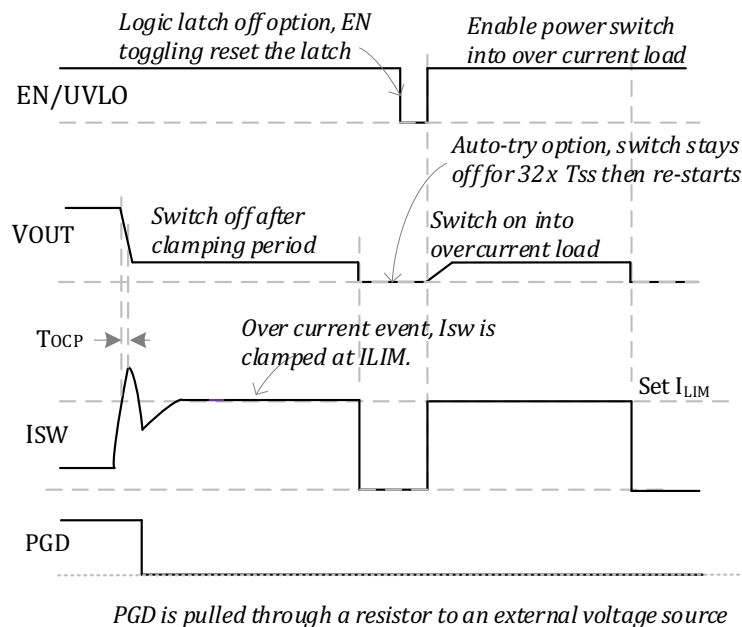 Logic latch off option, EN
toggling reset the latch
Enable power switch
into over current load
EN/UVLO
Auto-try option, switch stays
off for 32x Tss then re-starts
VOUT
Switch off after
clamping period
Switch on into
overcurrent load
TOCP
Over current event, Isw is
clamped at ILIM.
Set ILIM
ISW
PGD
PGD is pulled through a resistor to an external voltage source